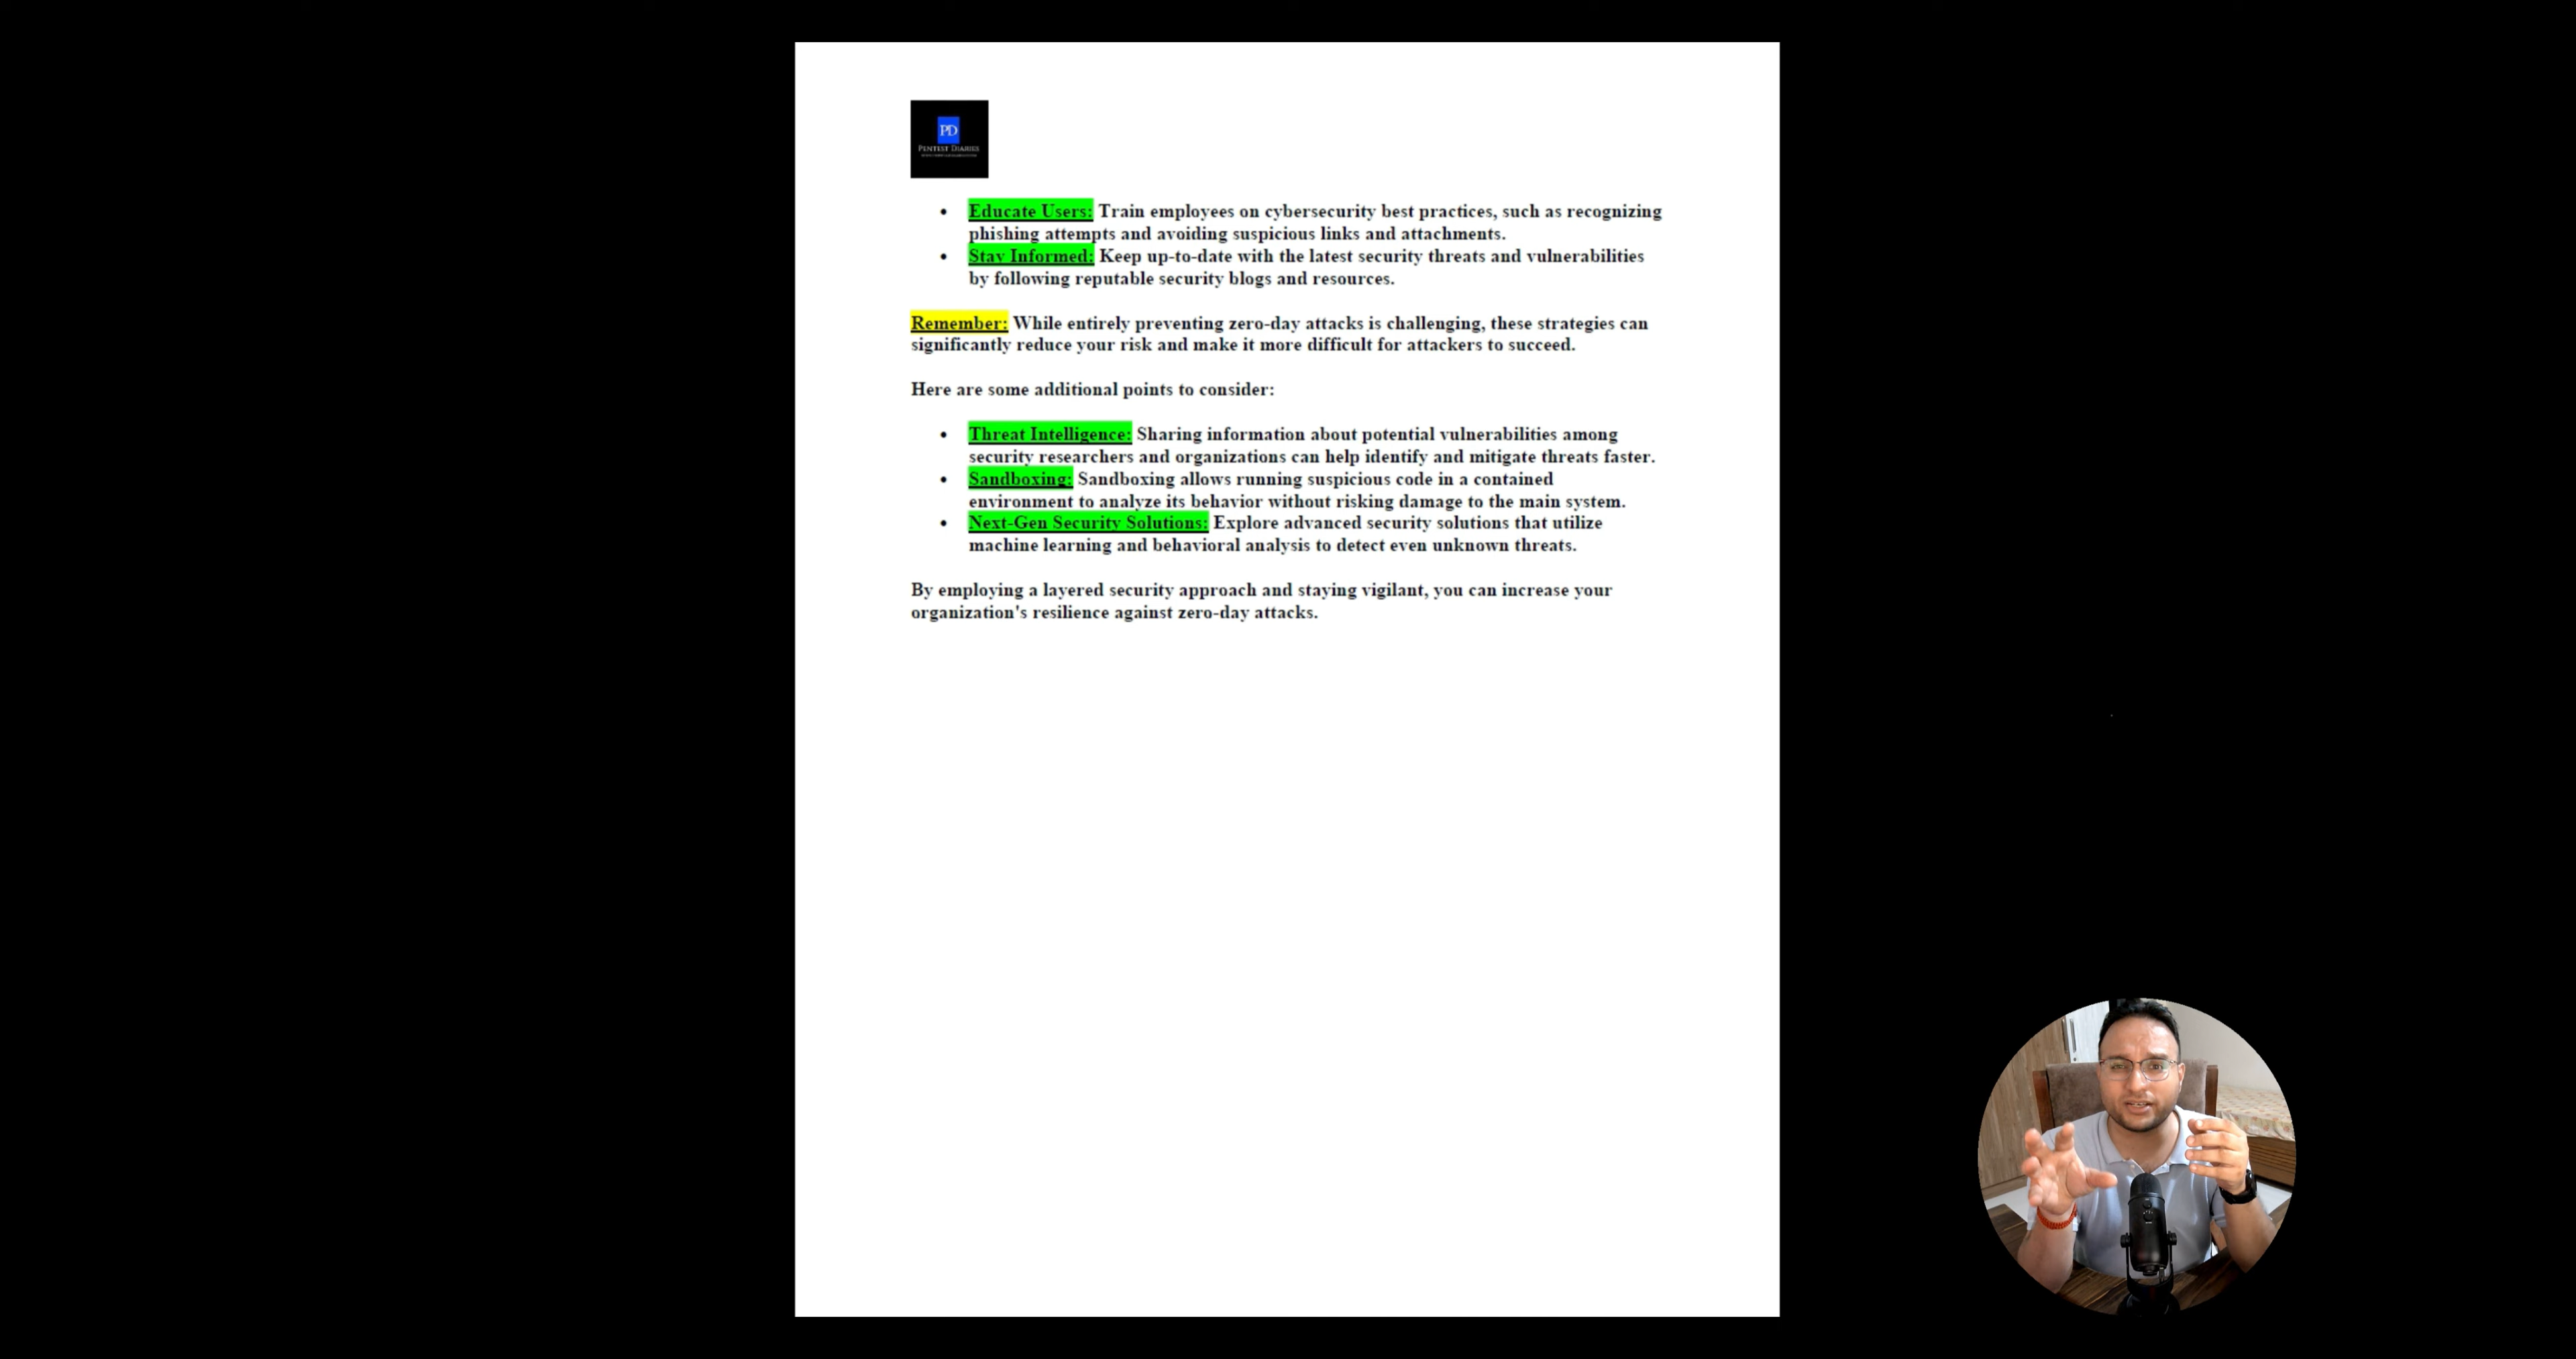 PD
PENTEST DIARIES
• Educate Users: Train employees on cybersecurity best practices, such as recognizing
phishing attempts and avoiding suspicious links and attachments.
• Stay Informed: Keep up-to-date with the latest security threats and vulnerabilities
by following reputable security blogs and resources.
Remember: While entirely preventing zero-day attacks is challenging, these strategies can
significantly reduce your risk and make it more difficult for attackers to succeed.
Here are some additional points to consider:
• Threat Intelligence: Sharing information about potential vulnerabilities among
security researchers and organizations can help identify and mitigate threats faster.
• Sandboxing: Sandboxing allows running suspicious code in a contained
environment to analyze its behavior without risking damage to the main system.
• Next-Gen Security Solutions: Explore advanced security solutions that utilize
machine learning and behavioral analysis to detect even unknown threats.
By employing a layered security approach and staying vigilant, you can increase your
organization's resilience against zero-day attacks.